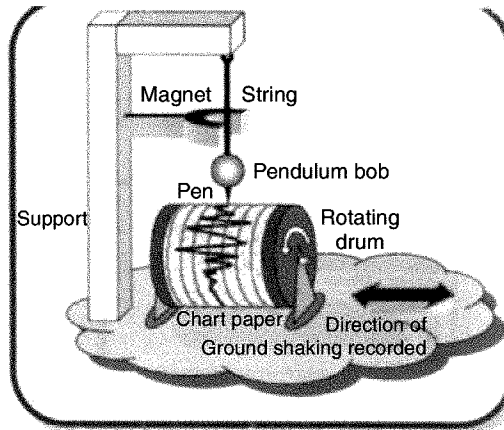 Magnet String
Pendulum bob
Pen
Support
Rotating
drum
Chart paper
Direction of
Ground shaking recorded